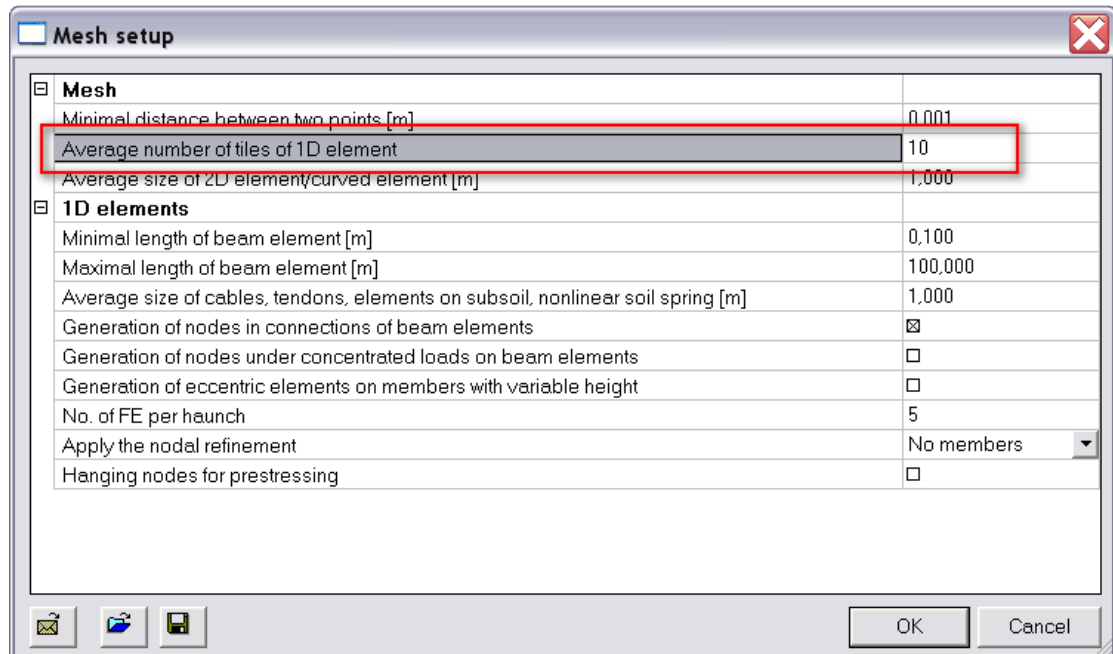 Mesh setup
Mesh
Minimal distance between two points [m] 0,001
Average number of tiles of 1D element 10
Average size of 2D element/curved element [m] 1,000
1D elements
Minimal length of beam element [m] 0,100
Maximal length of beam element [m] 100,000
Average size of cables, tendons, elements on subsoil, nonlinear soil spring [m] 1,000
Generation of nodes in connections of beam elements
Generation of nodes under concentrated loads on beam elements
Generation of eccentric elements on members with variable height
No. of FE per haunch 5
Apply the nodal refinement No members
Hanging nodes for prestressing
OK Cancel